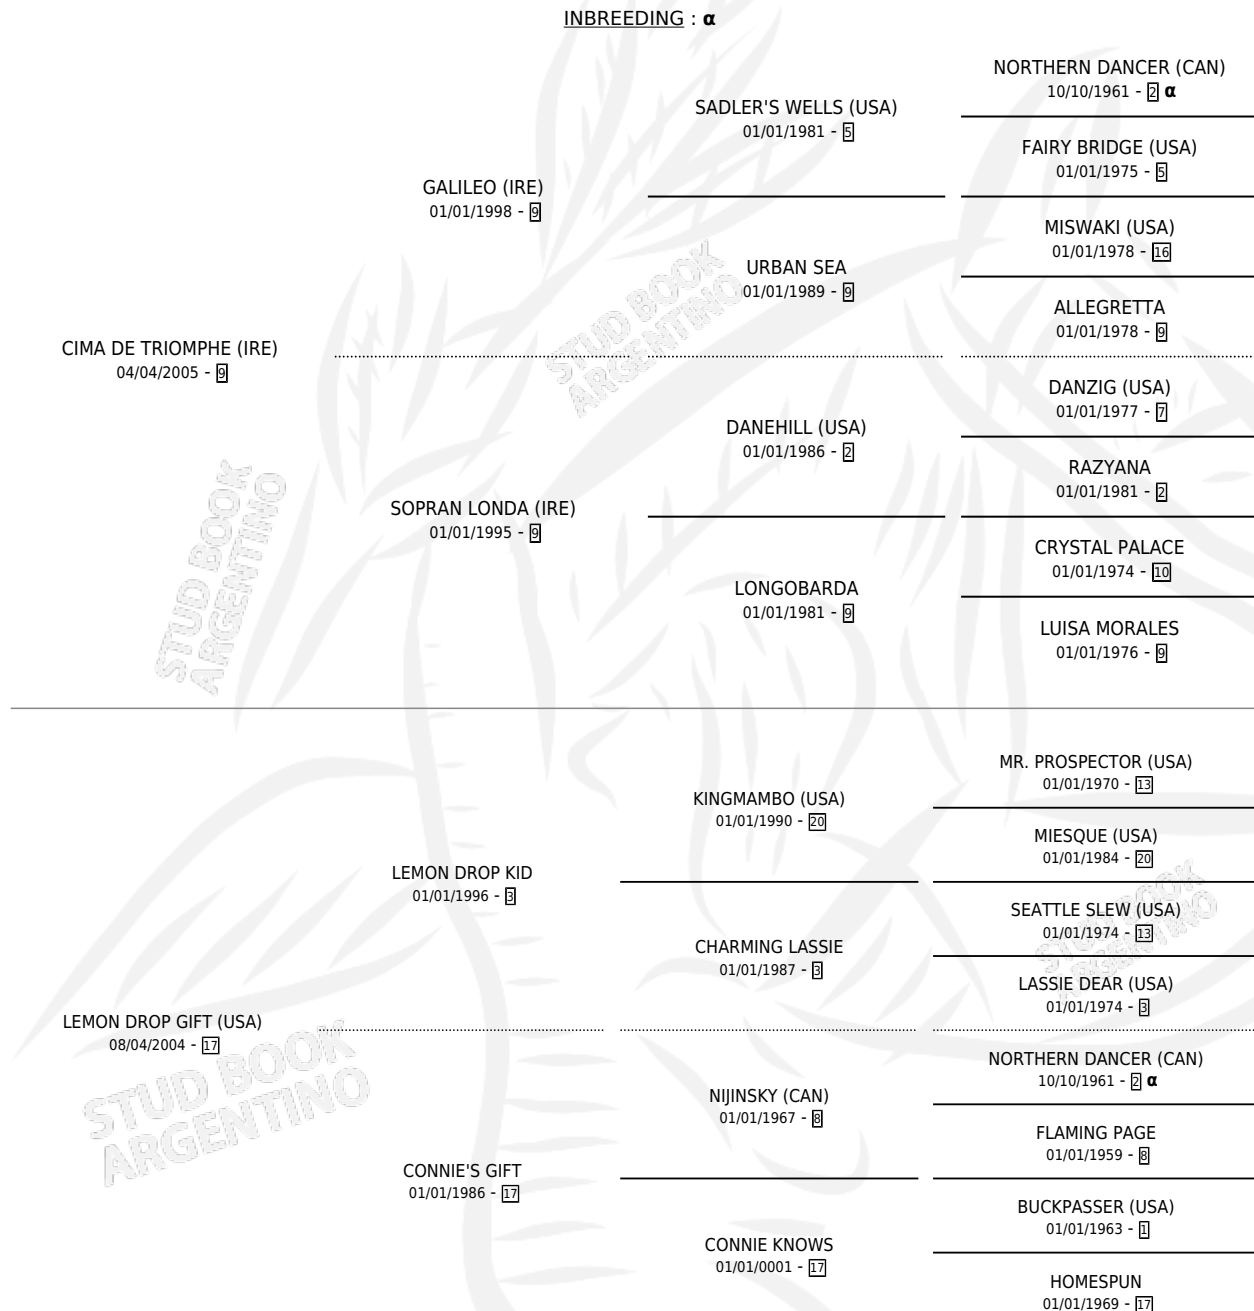 INBREEDING : α
NORTHERN DANCER (CAN)
10/10/1961 - 2 α
SADLER'S WELLS (USA)
01/01/1981 - 5
FAIRY BRIDGE (USA)
01/01/1975 - 5
GALILEO (IRE)
01/01/1998 - 9
MISWAKI (USA)
01/01/1978 - 16
URBAN SEA
01/01/1989 - 9
ALLEGRETTA
01/01/1978 - 9
CIMA DE TRIOMPHE (IRE)
04/04/2005 - 9
DANZIG (USA)
01/01/1977 - 7
DANEHILL (USA)
01/01/1986 - 2
RAZYANA
01/01/1981 - 2
SOPRAN LONDA (IRE)
01/01/1995 - 9
CRYSTAL PALACE
01/01/1974 - 10
LONGOBARDA
01/01/1981 - 9
LUISA MORALES
01/01/1976 - 9
MR. PROSPECTOR (USA)
01/01/1970 - 13
KINGMAMBO (USA)
01/01/1990 - 20
MIESQUE (USA)
01/01/1984 - 20
LEMON DROP KID
01/01/1996 - 3
SEATTLE SLEW (USA)
01/01/1974 - 13
CHARMING LASSIE
01/01/1987 - 3
LASSIE DEAR (USA)
01/01/1974 - 3
LEMON DROP GIFT (USA)
08/04/2004 - 17
NORTHERN DANCER (CAN)
10/10/1961 - 2 α
NIJINSKY (CAN)
01/01/1967 - 8
FLAMING PAGE
01/01/1959 - 8
CONNIE'S GIFT
01/01/1986 - 17
BUCKPASSER (USA)
01/01/1963 - 1
CONNIE KNOWS
01/01/0001 - 17
HOMESPUN
01/01/1969 - 17
STUD BOOK
ARGENTINO
STUD BOOK
ARGENTINO
STUD BOOK
ARGENTINO
STUD BOOK
ARGENTINO